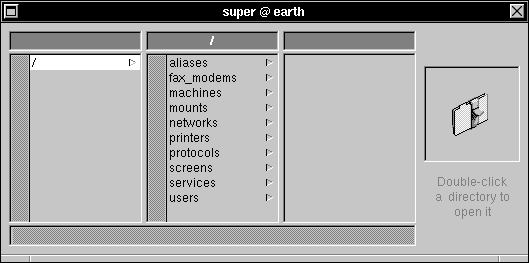 super @ earth
/
/
aliases
fax_modems
machines
mounts
networks
printers
protocols
screens
services
users
Double-click
a directory to
open it